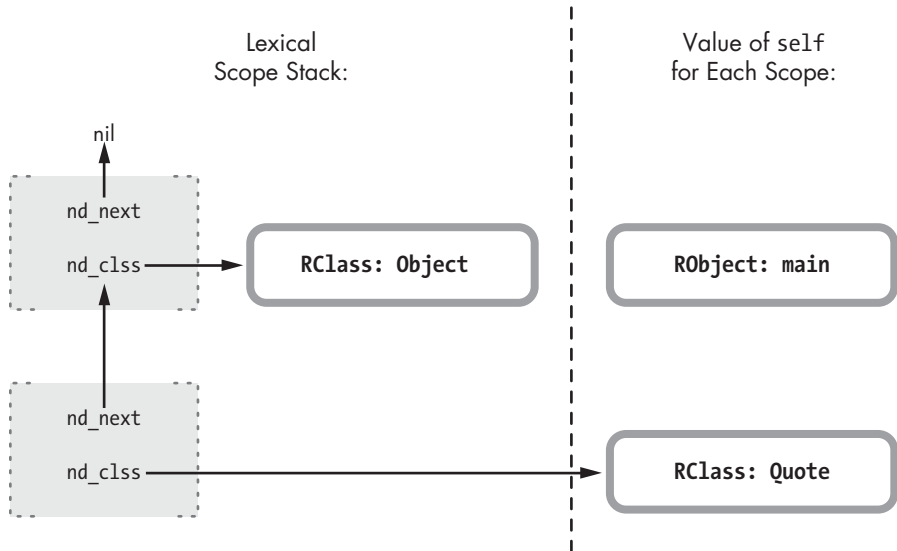 Lexical
Scope Stack:
Value of self
for Each Scope:
nil
nd_next
nd_clss
RClass: Object
RObject: main
nd_next
nd_clss
RClass: Quote